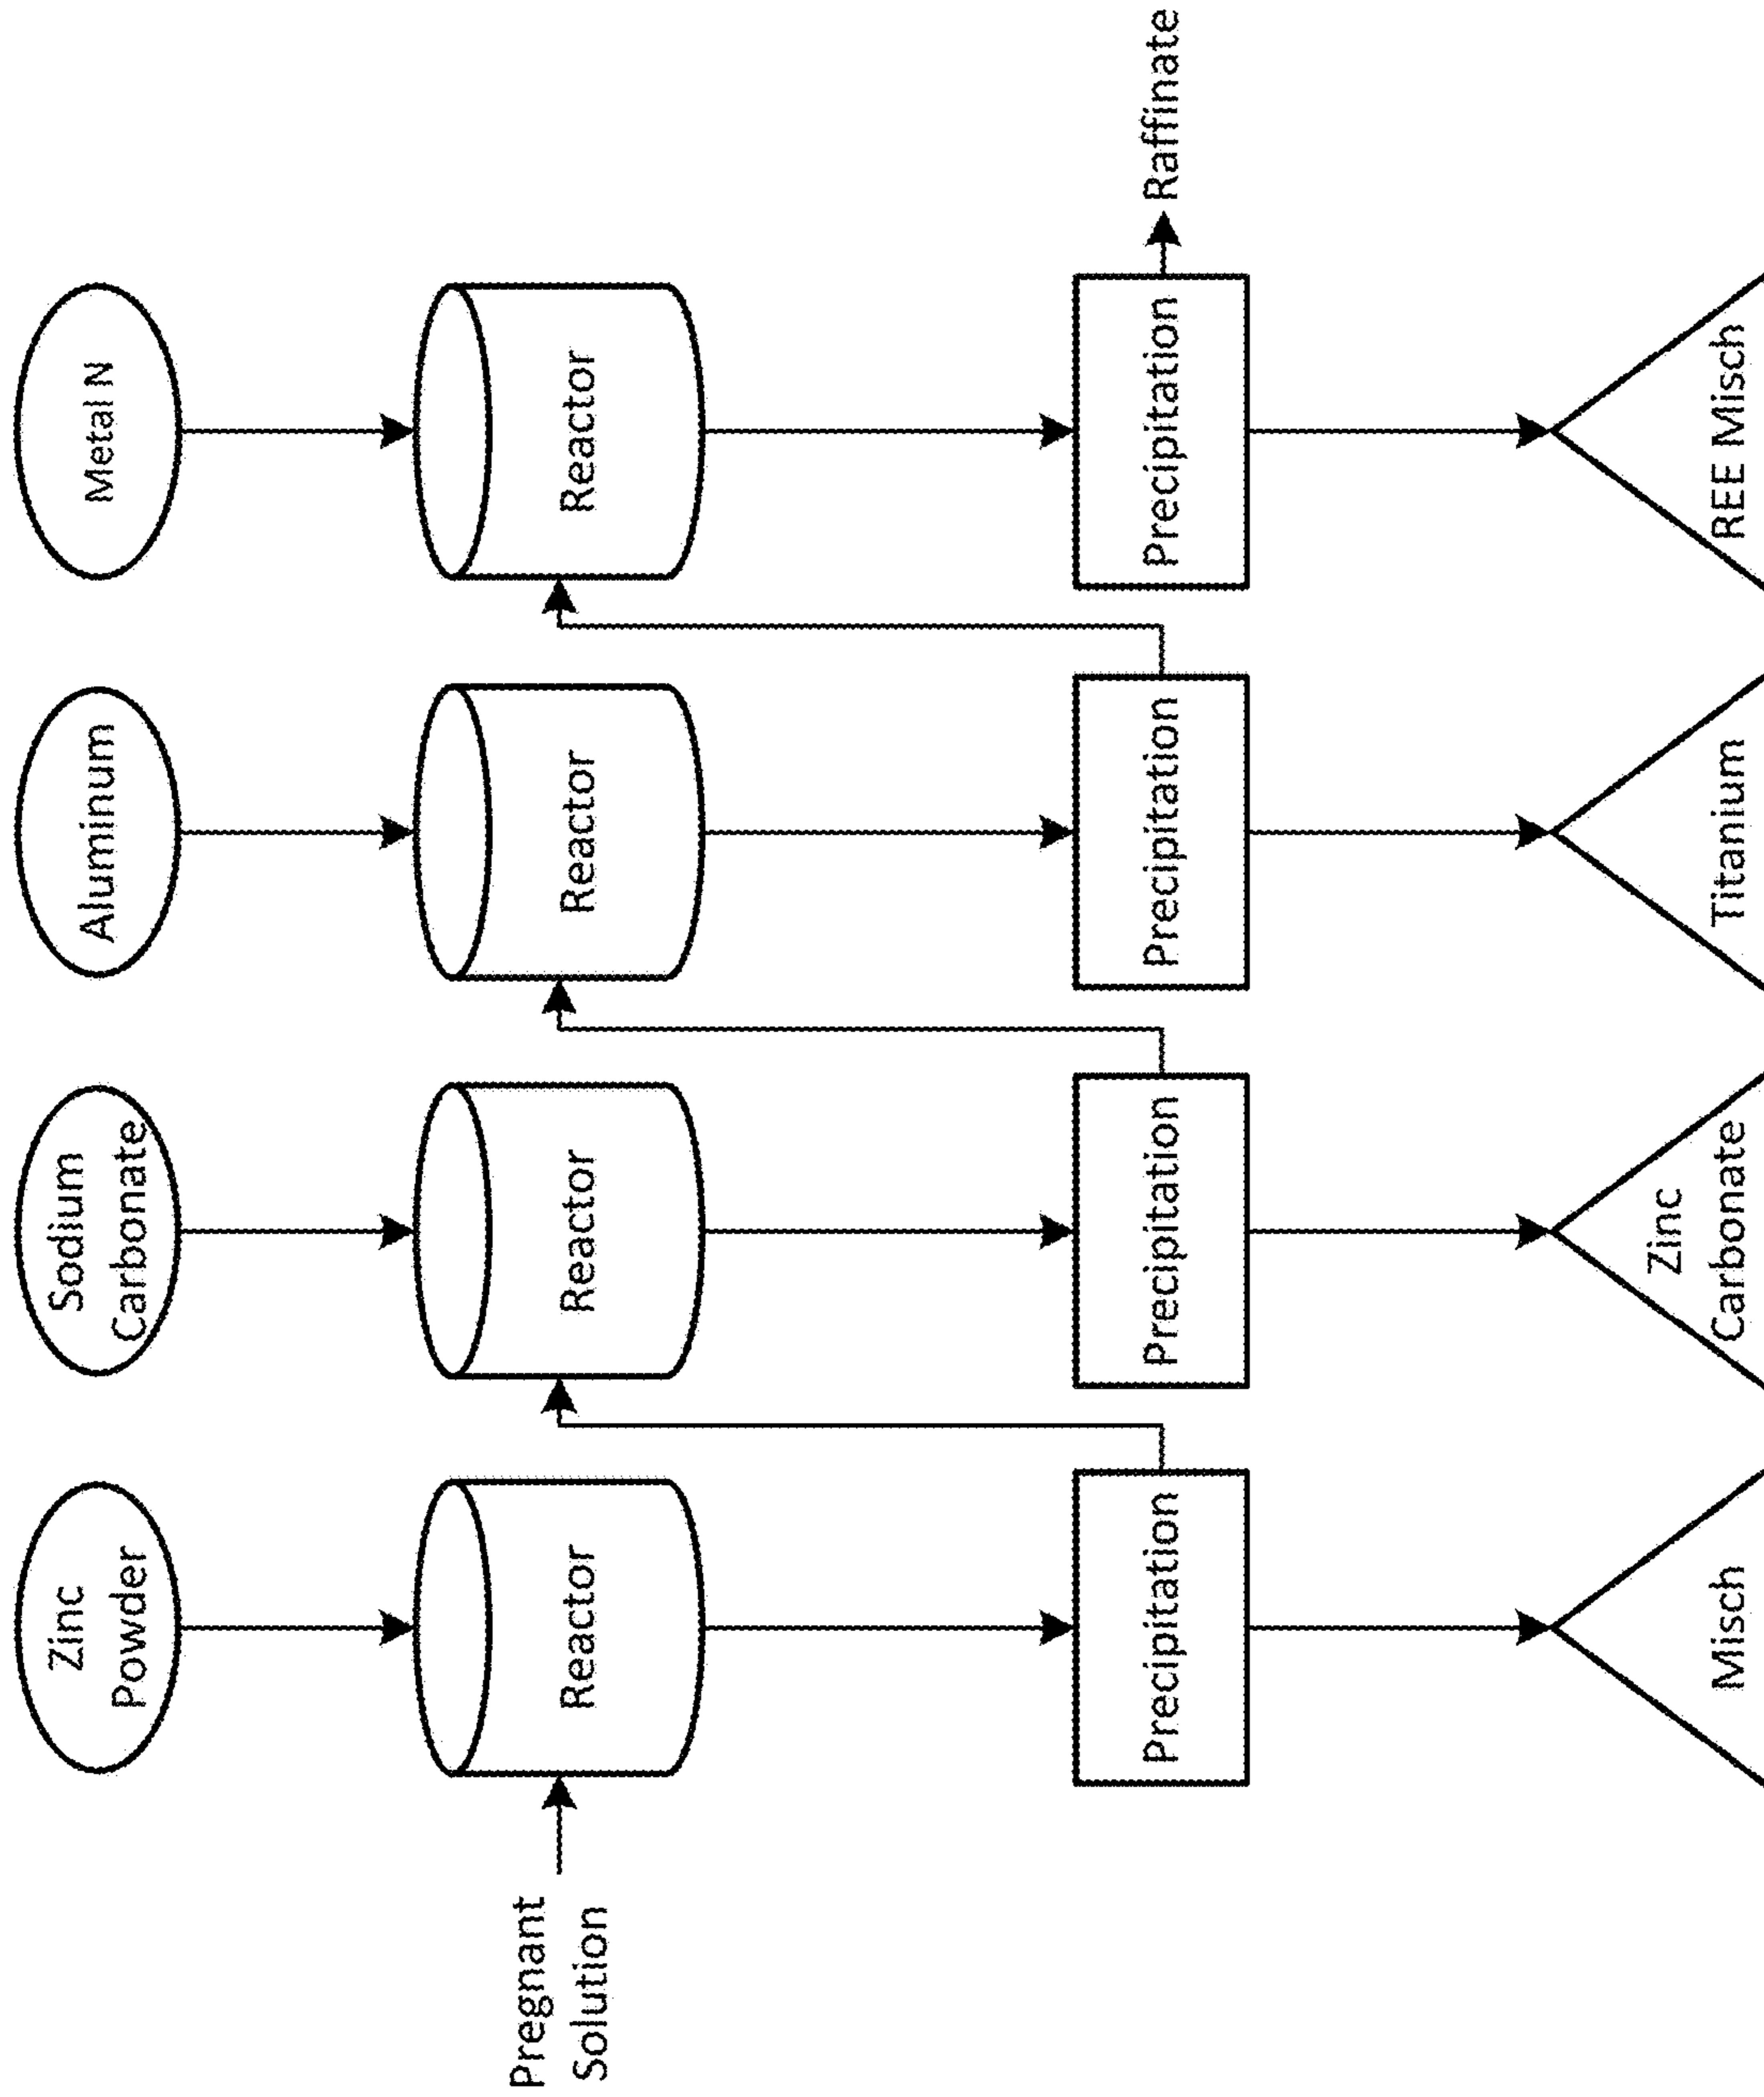 Zinc
Powder
Sodium
Carbonate
Aluminum
Metal N
Pregnant
Solution
Reactor
Reactor
Reactor
Reactor
Precipitation
Precipitation
Precipitation
Precipitation
Raffinate
Misch
Zinc
Carbonate
Titanium
REE Misch